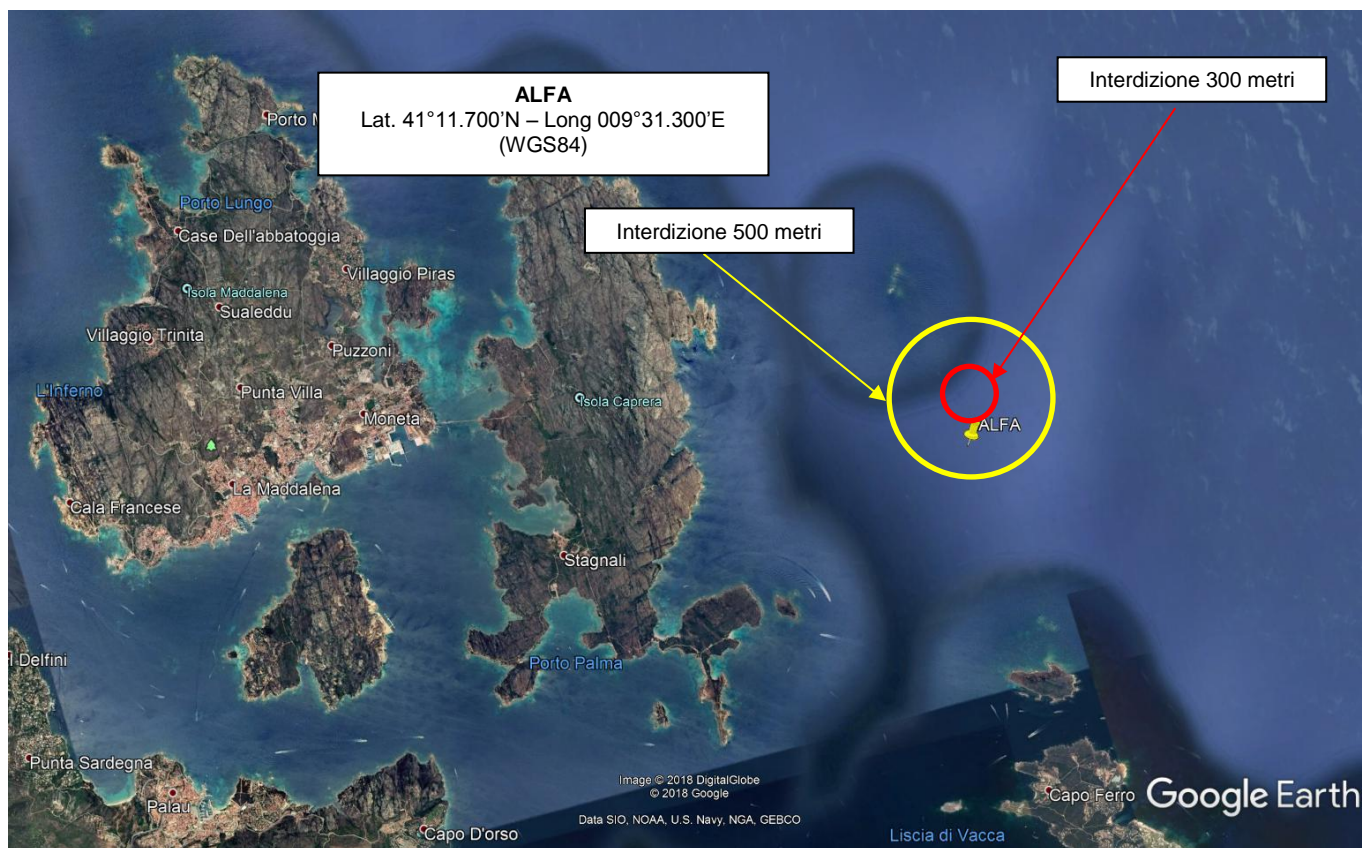 ALFA
Lat. 41°11.700’N – Long 009°31.300’E
(WGS84)
Interdizione 300 metri
Interdizione 500 metri
Porto M
Porto Lungo
Case Dell'abbatoggia
Villaggio Piras
Isola Maddalena
Sualeddu
Villaggio Trinita
Puzzoni
L'Inferno
Punta Villa
Isola Caprera
Moneta
ALFA
La Maddalena
Cala Francese
Stagnali
Porto Palma
l Delfini
Punta Sardegna
Palau
Capo D'orso
Image © 2018 DigitalGlobe
© 2018 Google
Data SIO, NOAA, U.S. Navy, NGA, GEBCO
Capo Ferro
Google Earth
Liscia di Vacca